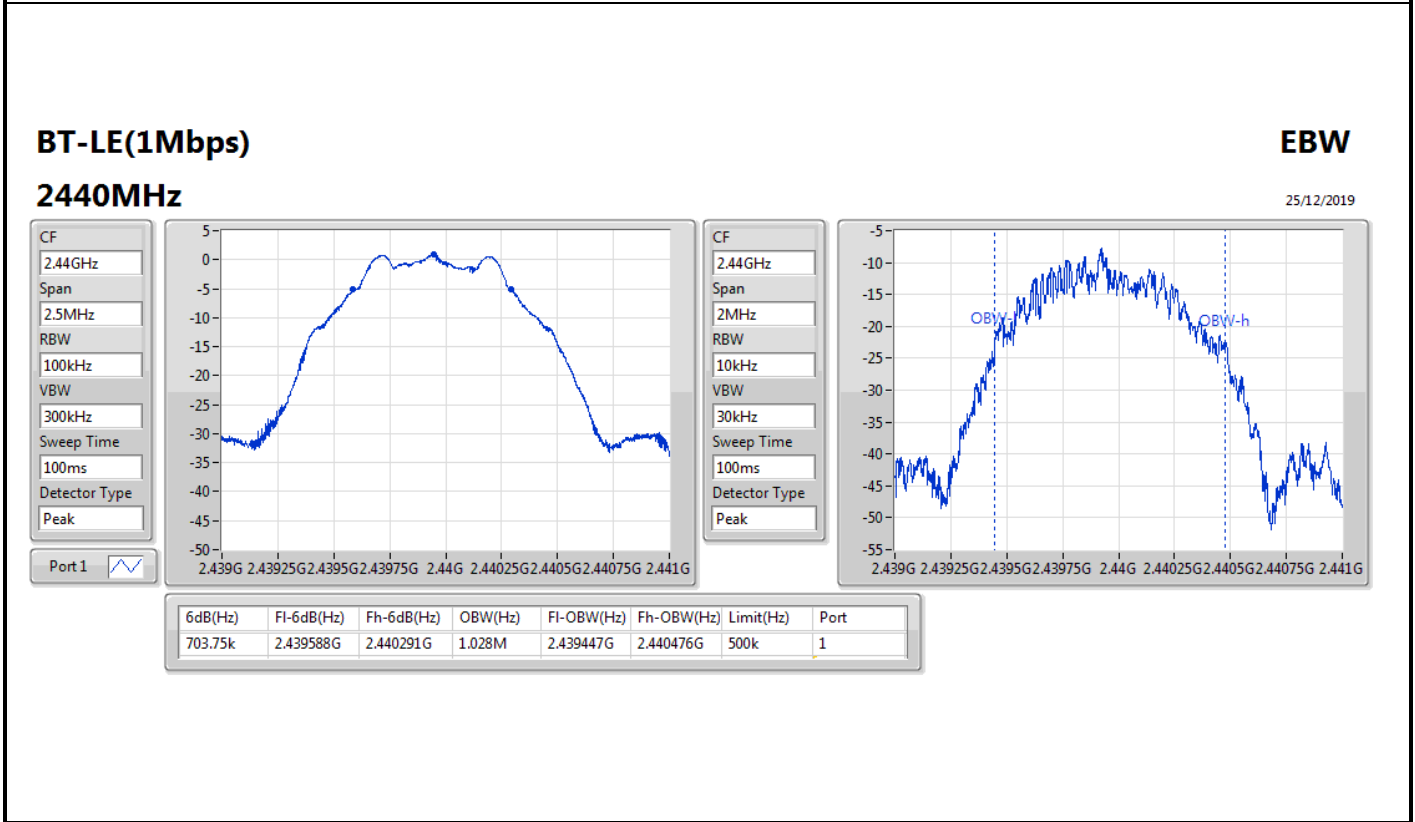 BT-LE(1Mbps)
EBW
2440MHz
25/12/2019
CF
2.44GHz
Span
2.5MHz
RBW
100kHz
VBW
300kHz
Sweep Time
100ms
Detector Type
Peak
Port 1
5
0
-5
-10
-15
-20
-25
-30
-35
-40
-45
-50
2.439G 2.43925G 2.4395G 2.43975G 2.44G 2.44025G 2.4405G 2.44075G 2.441G
CF
2.44GHz
Span
2MHz
RBW
10kHz
VBW
30kHz
Sweep Time
100ms
Detector Type
Peak
-5
-10
-15
-20
-25
-30
-35
-40
-45
-50
-55
OBW-l
OBW-h
2.439G 2.43925G 2.4395G 2.43975G 2.44G 2.44025G 2.4405G 2.44075G 2.441G
6dB(Hz) Fl-6dB(Hz) Fh-6dB(Hz) OBW(Hz) Fl-OBW(Hz) Fh-OBW(Hz) Limit(Hz) Port
703.75k 2.439588G 2.440291G 1.028M 2.439447G 2.440476G 500k 1